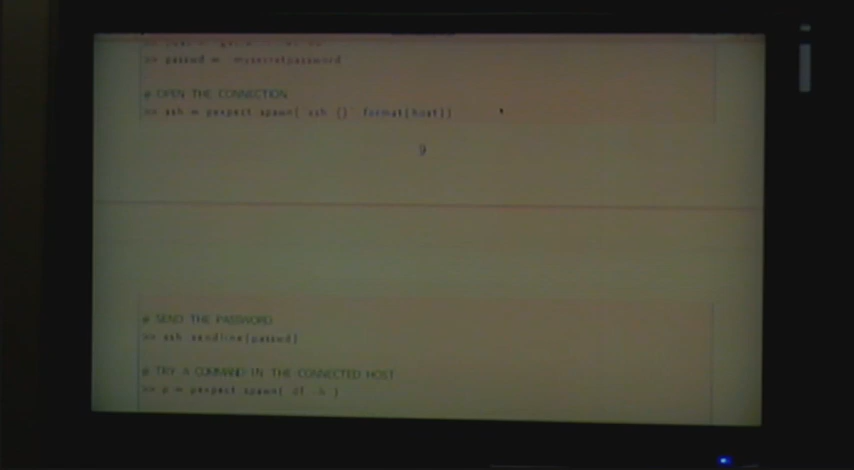 >> passwd = 'mysecretpassword'
# OPEN THE CONNECTION
>> ssh = pexpect.spawn('ssh {}'.format(host))
9
# SEND THE PASSWORD
>> ssh.sendline(passwd)
# TRY A COMMAND IN THE CONNECTED HOST
>> p = pexpect.spawn('df -h')